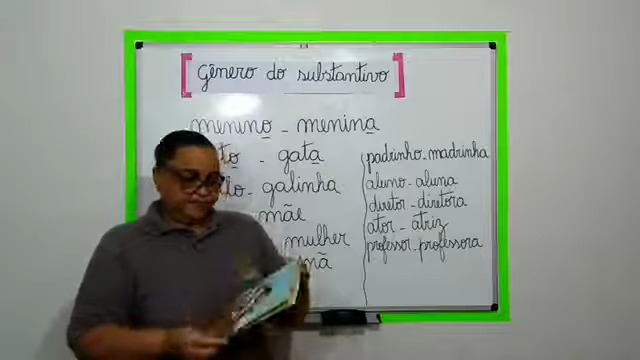 Gênero do substantivo
menino - menina
- gata
- galinha
mãe
mulher
padrinho - madrinha
aluno - aluna
diretor - diretora
ator - atriz
professor - professora